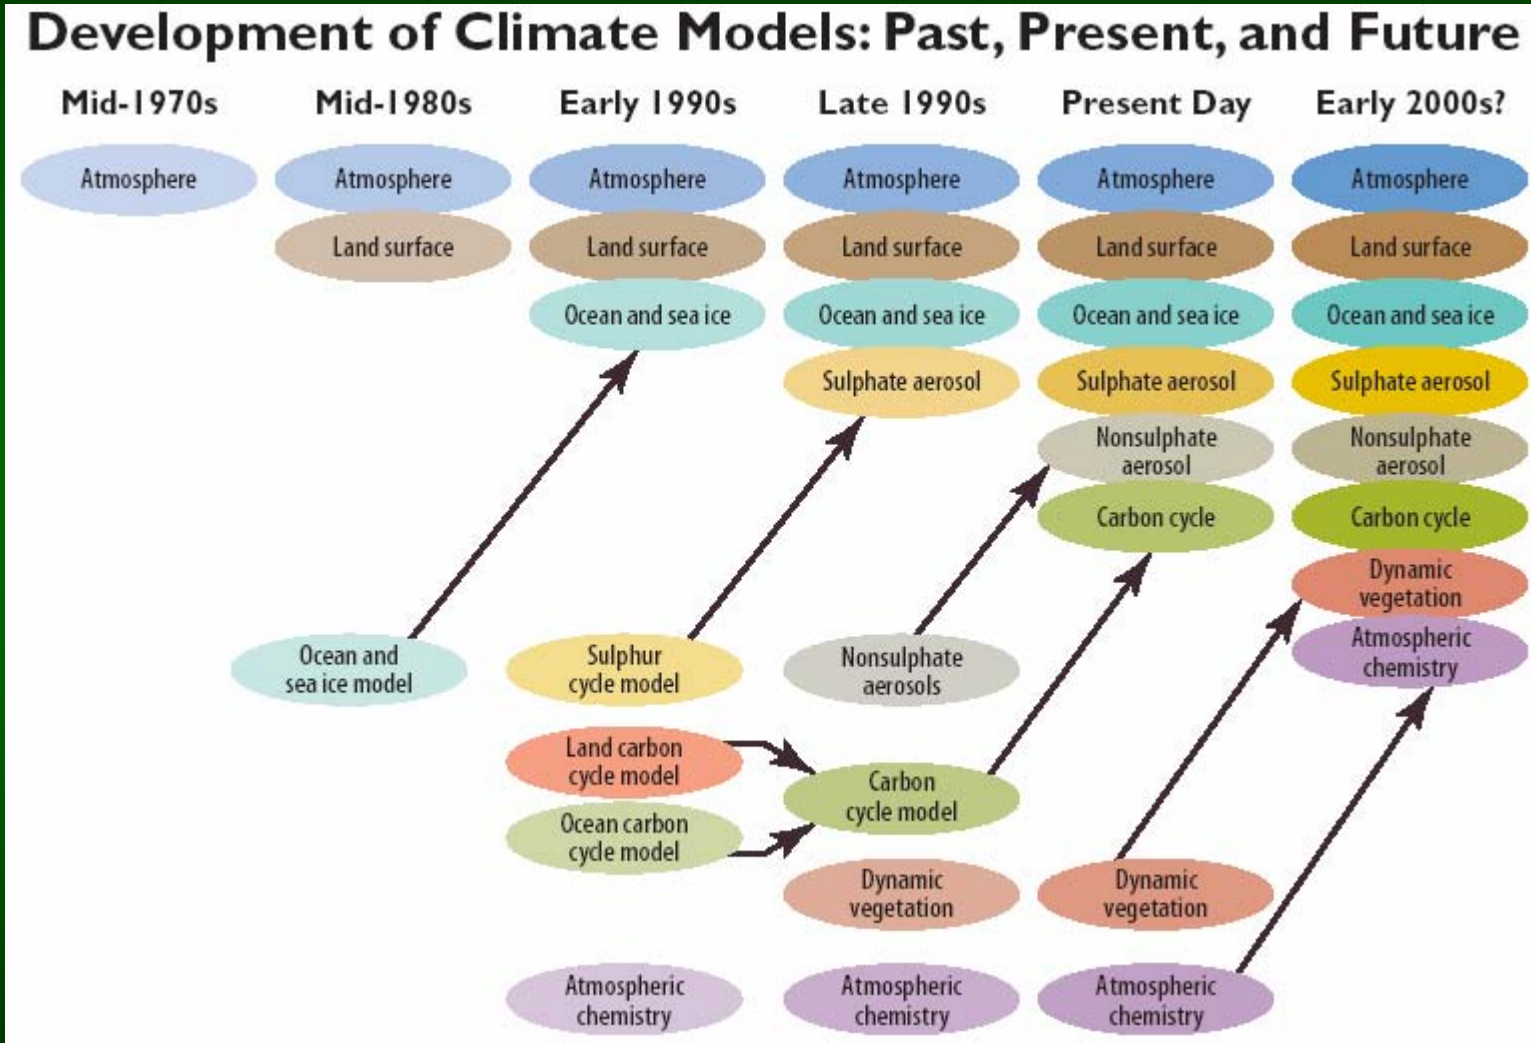 Development of Climate Models: Past, Present, and Future
Mid-1970s Mid-1980s Early 1990s Late 1990s Present Day Early 2000s?
Atmosphere Atmosphere Atmosphere Atmosphere Atmosphere Atmosphere
Land surface Land surface Land surface Land surface Land surface
Ocean and sea ice Ocean and sea ice Ocean and sea ice Ocean and sea ice
Sulphate aerosol Sulphate aerosol Sulphate aerosol
Nonsulphate Nonsulphate
aerosol aerosol
Carbon cycle Carbon cycle
Dynamic
vegetation
Atmospheric
chemistry
Ocean and
sea ice model
Sulphur
cycle model
Nonsulphate
aerosols
Land carbon
cycle model
Carbon
cycle model
Ocean carbon
cycle model
Dynamic
vegetation
Dynamic
vegetation
Atmospheric
chemistry
Atmospheric
chemistry
Atmospheric
chemistry